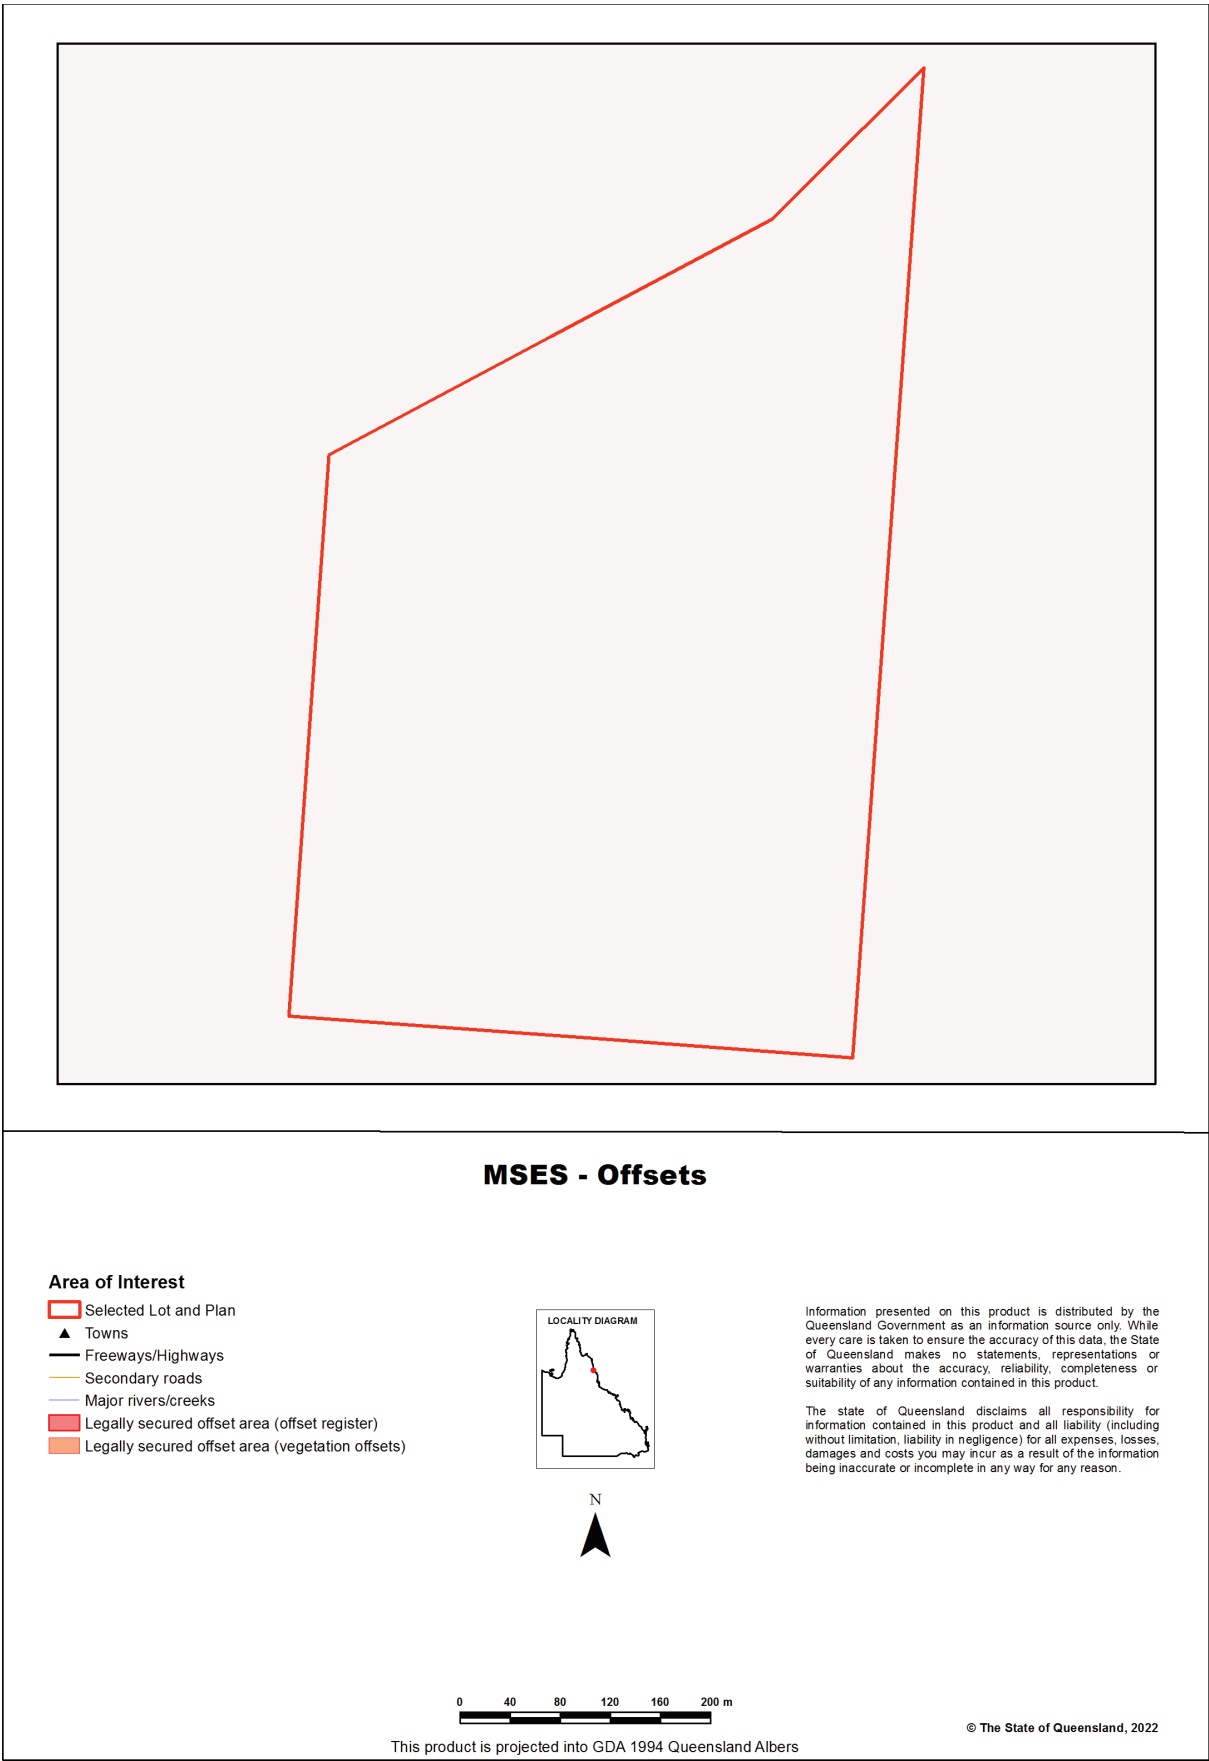 MSES - Offsets
Area of Interest
Selected Lot and Plan
Towns
Freeways/Highways
Secondary roads
Major rivers/creeks
Legally secured offset area (offset register)
Legally secured offset area (vegetation offsets)
LOCALITY DIAGRAM
N
Information presented on this product is distributed by the
Queensland Government as an information source only. While
every care is taken to ensure the accuracy of this data, the State
of Queensland makes no statements, representations or
warranties about the accuracy, reliability, completeness or
suitability of any information contained in this product.
The state of Queensland disclaims all responsibility for
information contained in this product and all liability (including
without limitation, liability in negligence) for all expenses, losses,
damages and costs you may incur as a result of the information
being inaccurate or incomplete in any way for any reason.
0 40 80 120 160 200 m
This product is projected into GDA 1994 Queensland Albers
© The State of Queensland, 2022